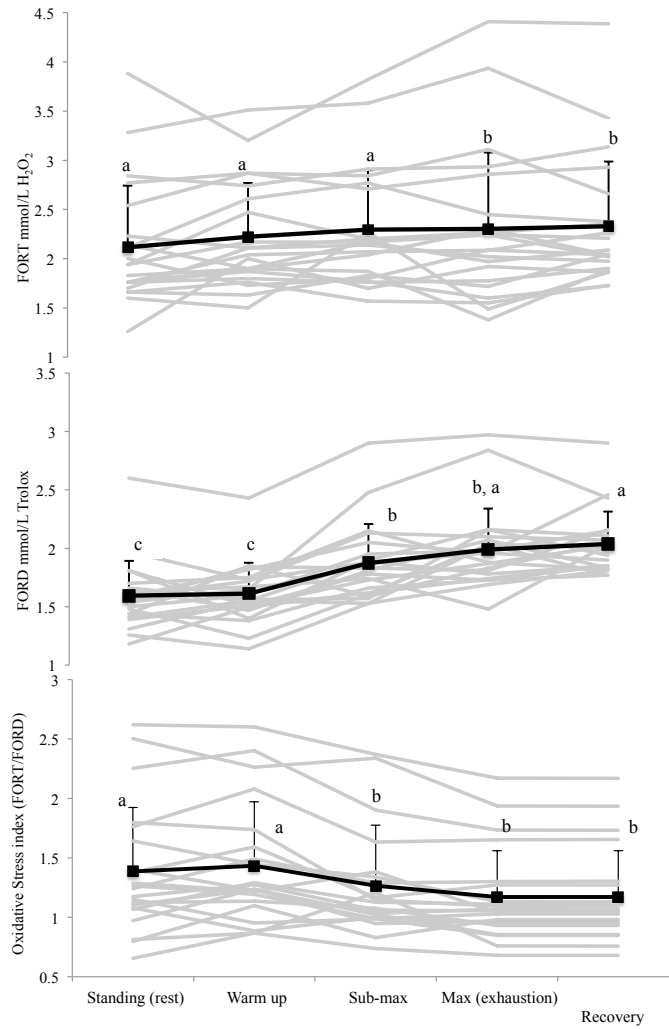 4.5
4
3.5
3
2.5
2
1.5
1
FORT mmol/L H₂O₂
a
a
a
b
b
3.5
3
2.5
2
1.5
1
FORD mmol/L Trolox
c
c
b
b, a
a
3
2.5
2
1.5
1
0.5
Oxidative Stress index (FORT/FORD)
a
a
b
b
b
Standing (rest) Warm up Sub-max Max (exhaustion)
Recovery